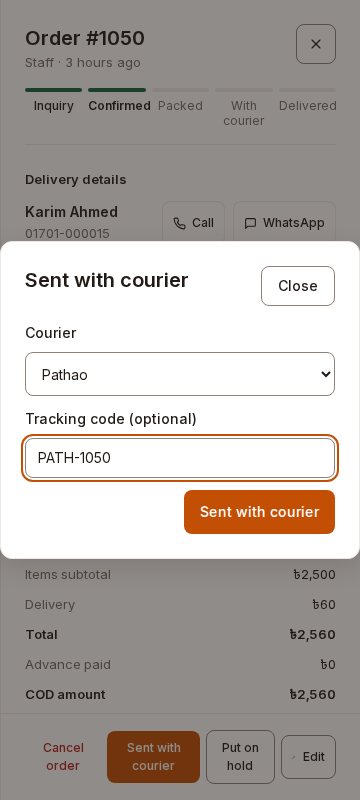 Order #1050
Staff · 3 hours ago
Inquiry
Confirmed
Packed
With
courier
Delivered
Delivery details
Karim Ahmed
01701-000015
Call
WhatsApp
Sent with courier
Close
Courier
Pathao
Tracking code (optional)
PATH-1050
Sent with courier
Items subtotal ৳2,500
Delivery ৳60
Total ৳2,560
Advance paid ৳0
COD amount ৳2,560
Cancel
order
Sent with
courier
Put on
hold
Edit